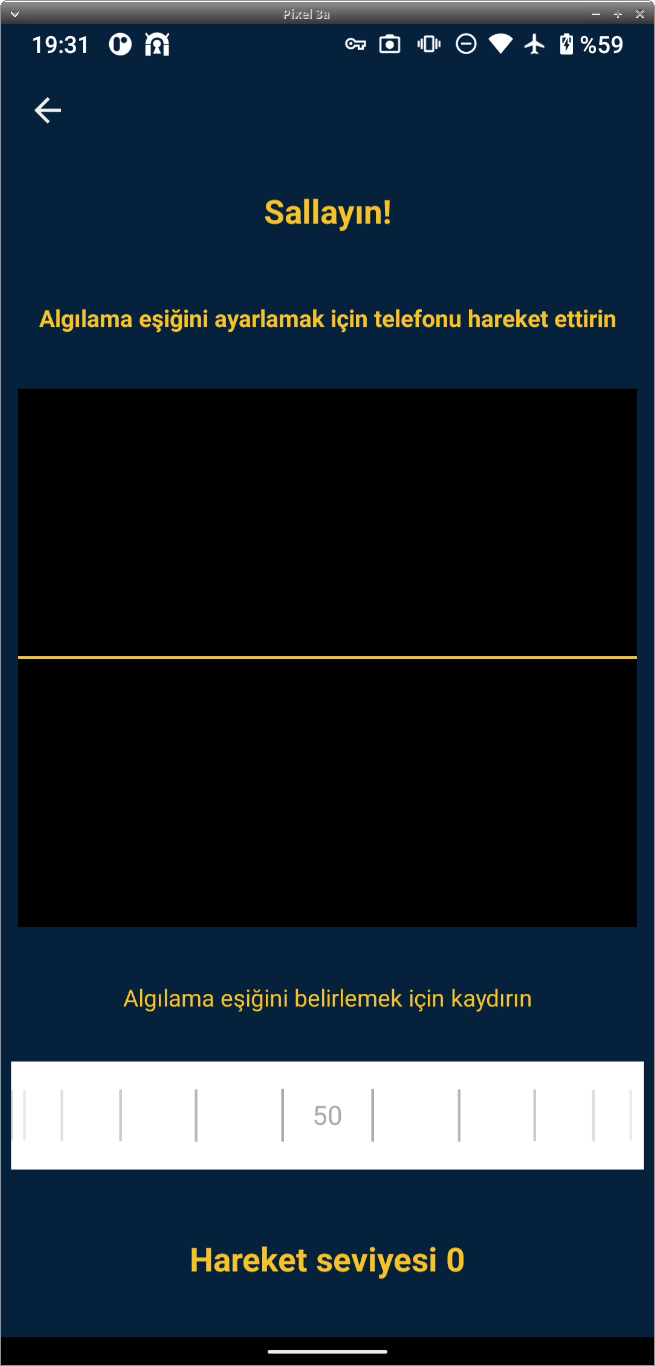 Pixel 3a
19:31 %59
Sallayın!
Algılama eşiğini ayarlamak için telefonu hareket ettirin
Algılama eşiğini belirlemek için kaydırın
50
Hareket seviyesi 0